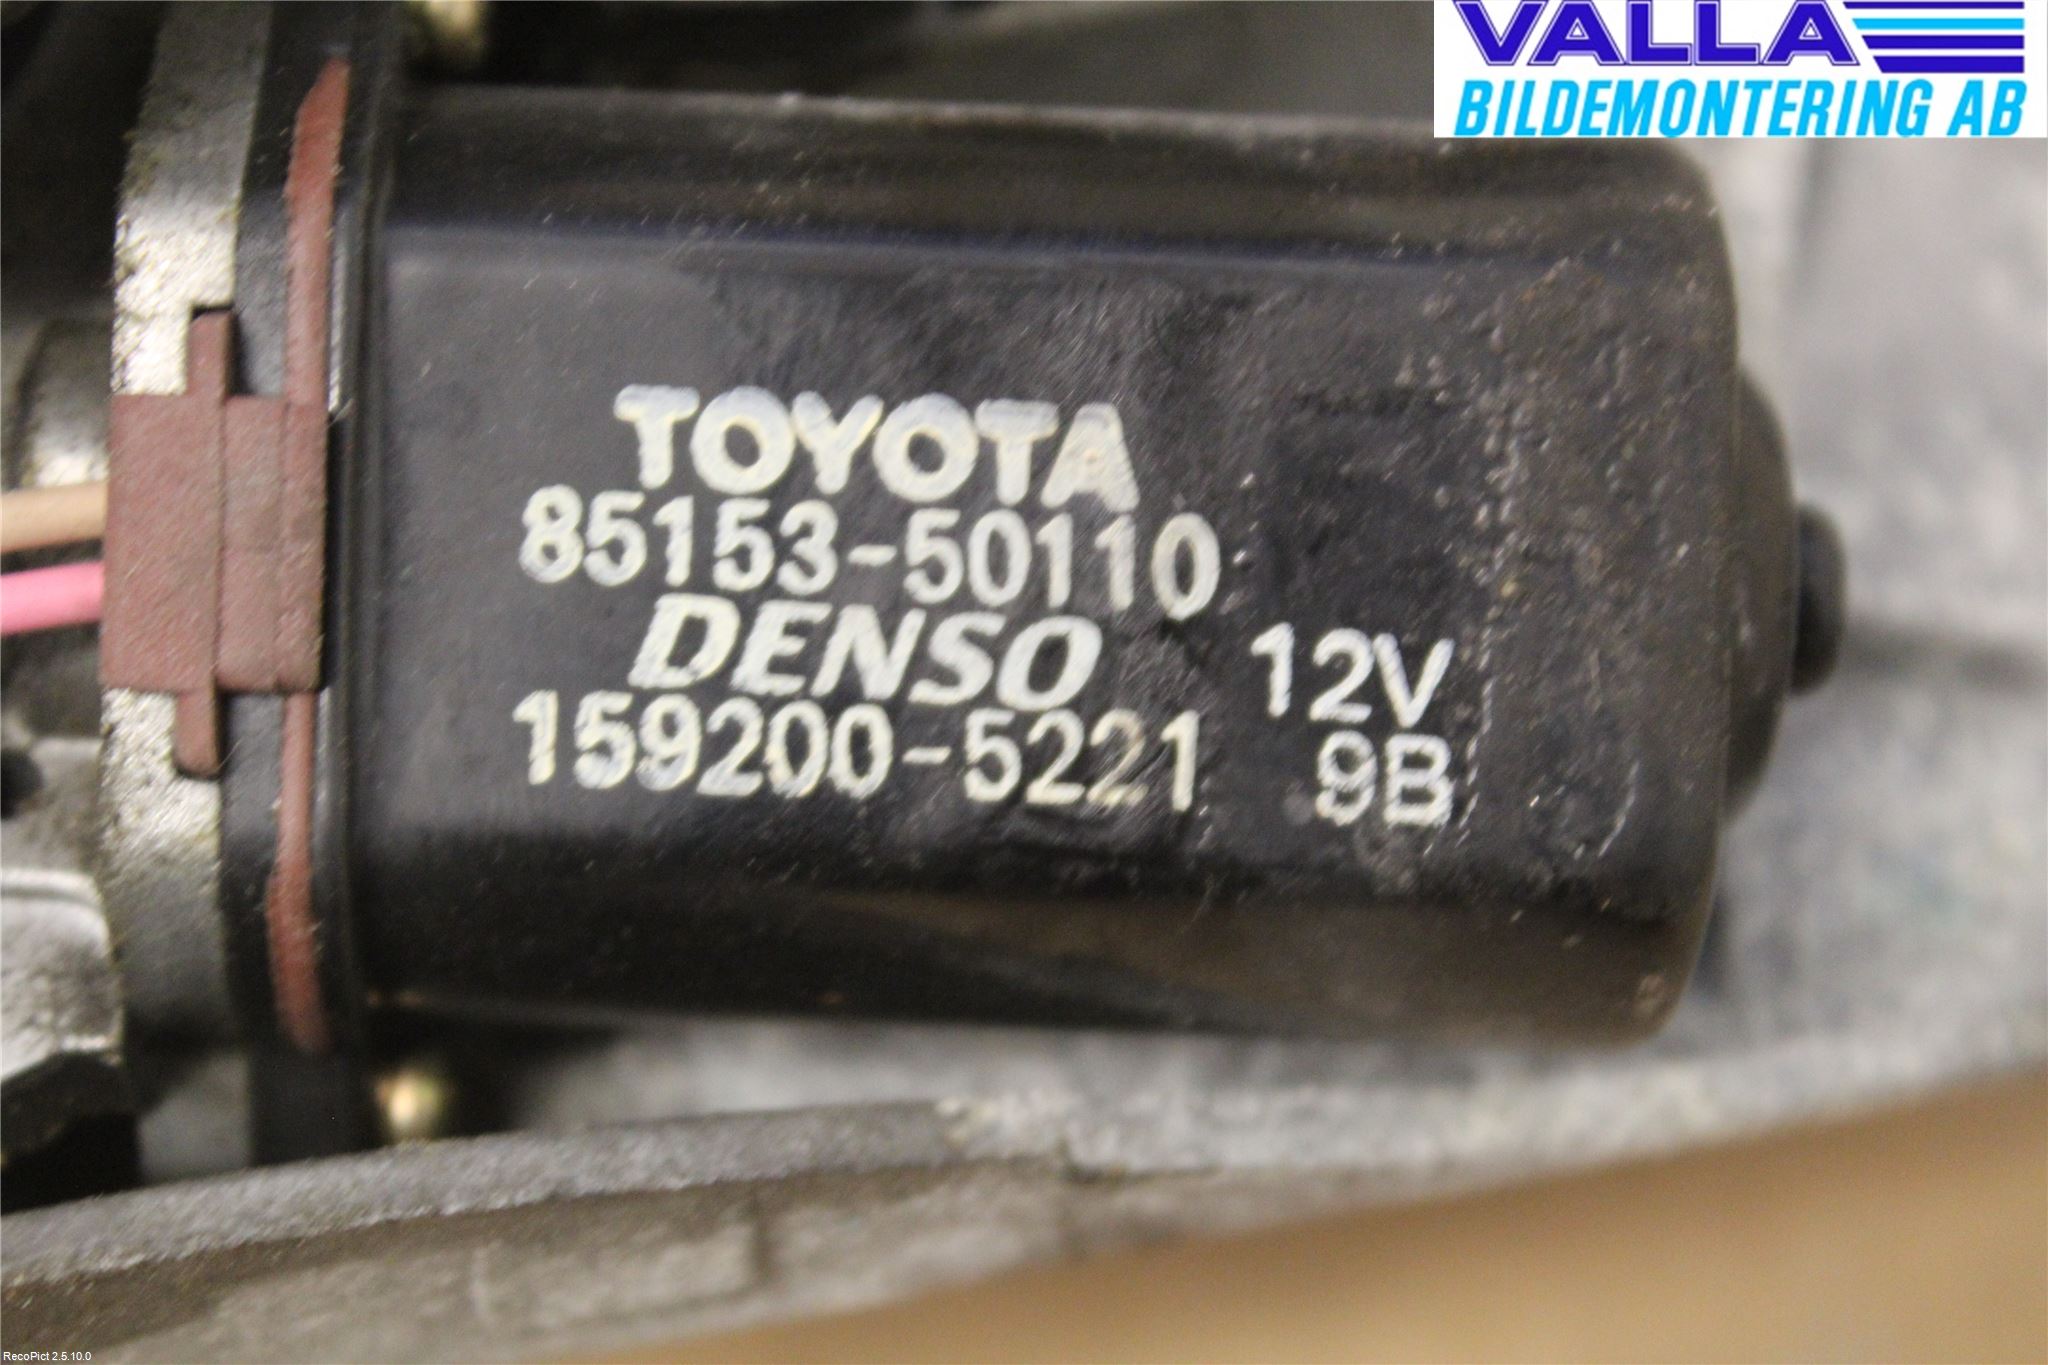 VALLA
BILDEMONTERING AB
TOYOTA
85153-50110
DENSO 12V
159200-5221 9B
RecoPict 2.5.10.0